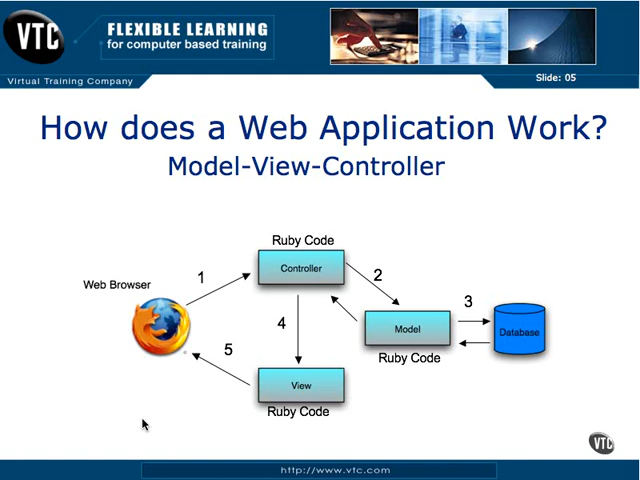 VTC
FLEXIBLE LEARNING
for computer based training
Virtual Training Company
Slide: 05
How does a Web Application Work?
Model-View-Controller
Ruby Code
Controller
1
2
Web Browser
3
Model
Database
Ruby Code
4
5
View
Ruby Code
VTC
http://www.vtc.com